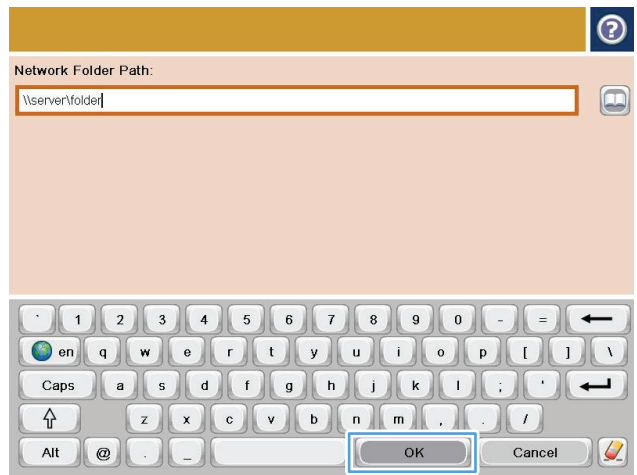 ?
Network Folder Path:
\\server\folder
` 1 2 3 4 5 6 7 8 9 0 - =
en q w e r t y u i o p [ ] \
Caps a s d f g h j k l ; '
z x c v b n m , . /
Alt @ . _ OK Cancel